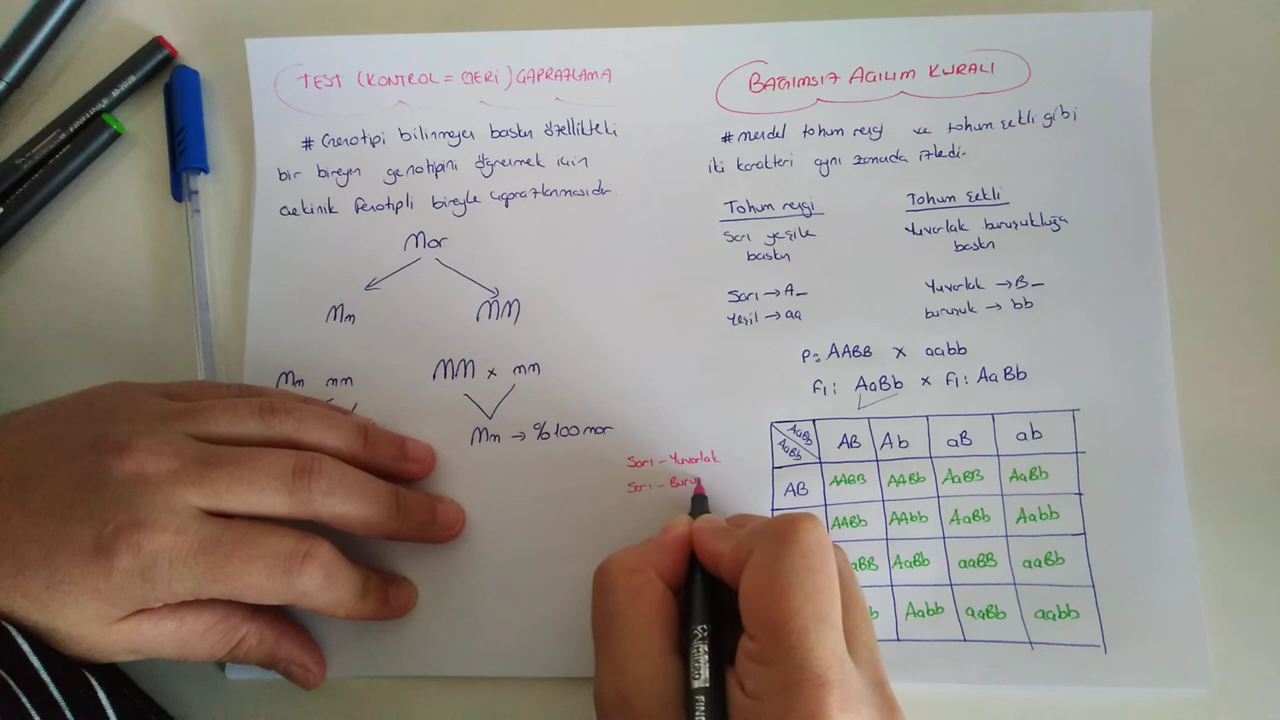 TEST (KONTROL = GERİ) ÇAPRAZLAMA
# Genotipi bilinmeyen baskın özellikteki
bir bireyin genotipini öğrenmek için
çekinik fenotipli bireyle çaprazlanmasıdır.
Mor
Mm MM
Mm mm
MM x mm
Mm → %100 mor
BAĞIMSIZ AÇILIM KURALI
# mendel tohum rengi ve tohum şekli gibi
iki karakteri aynı zamanda izledi.
Tohum rengi
Sarı yeşile
baskın
Sarı → A_
Yeşil → aa
Tohum şekli
Yuvarlak buruşukluğa
baskın
Yuvarlak → B_
buruşuk → bb
P: AABB x aabb
F1: AaBb x F1: AaBb
AaBb
AaBb
AB Ab aB ab
AB AABB AABb AaBB AaBb
AABb AAbb AaBb Aabb
aBB AaBb aaBB aaBb
b Aabb aaBb aabb
Sarı - Yuvarlak
Sarı - Buru